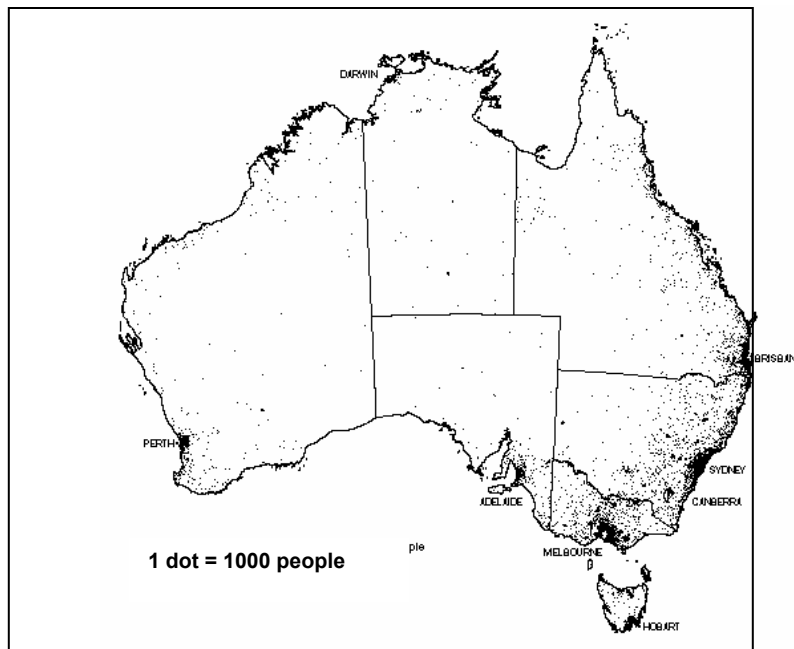 DARWIN
BRISBAN
PERTH
SYDNEY
ADELAIDE
CANBERRA
MELBOURNE
ple
1 dot = 1000 people
HOBART